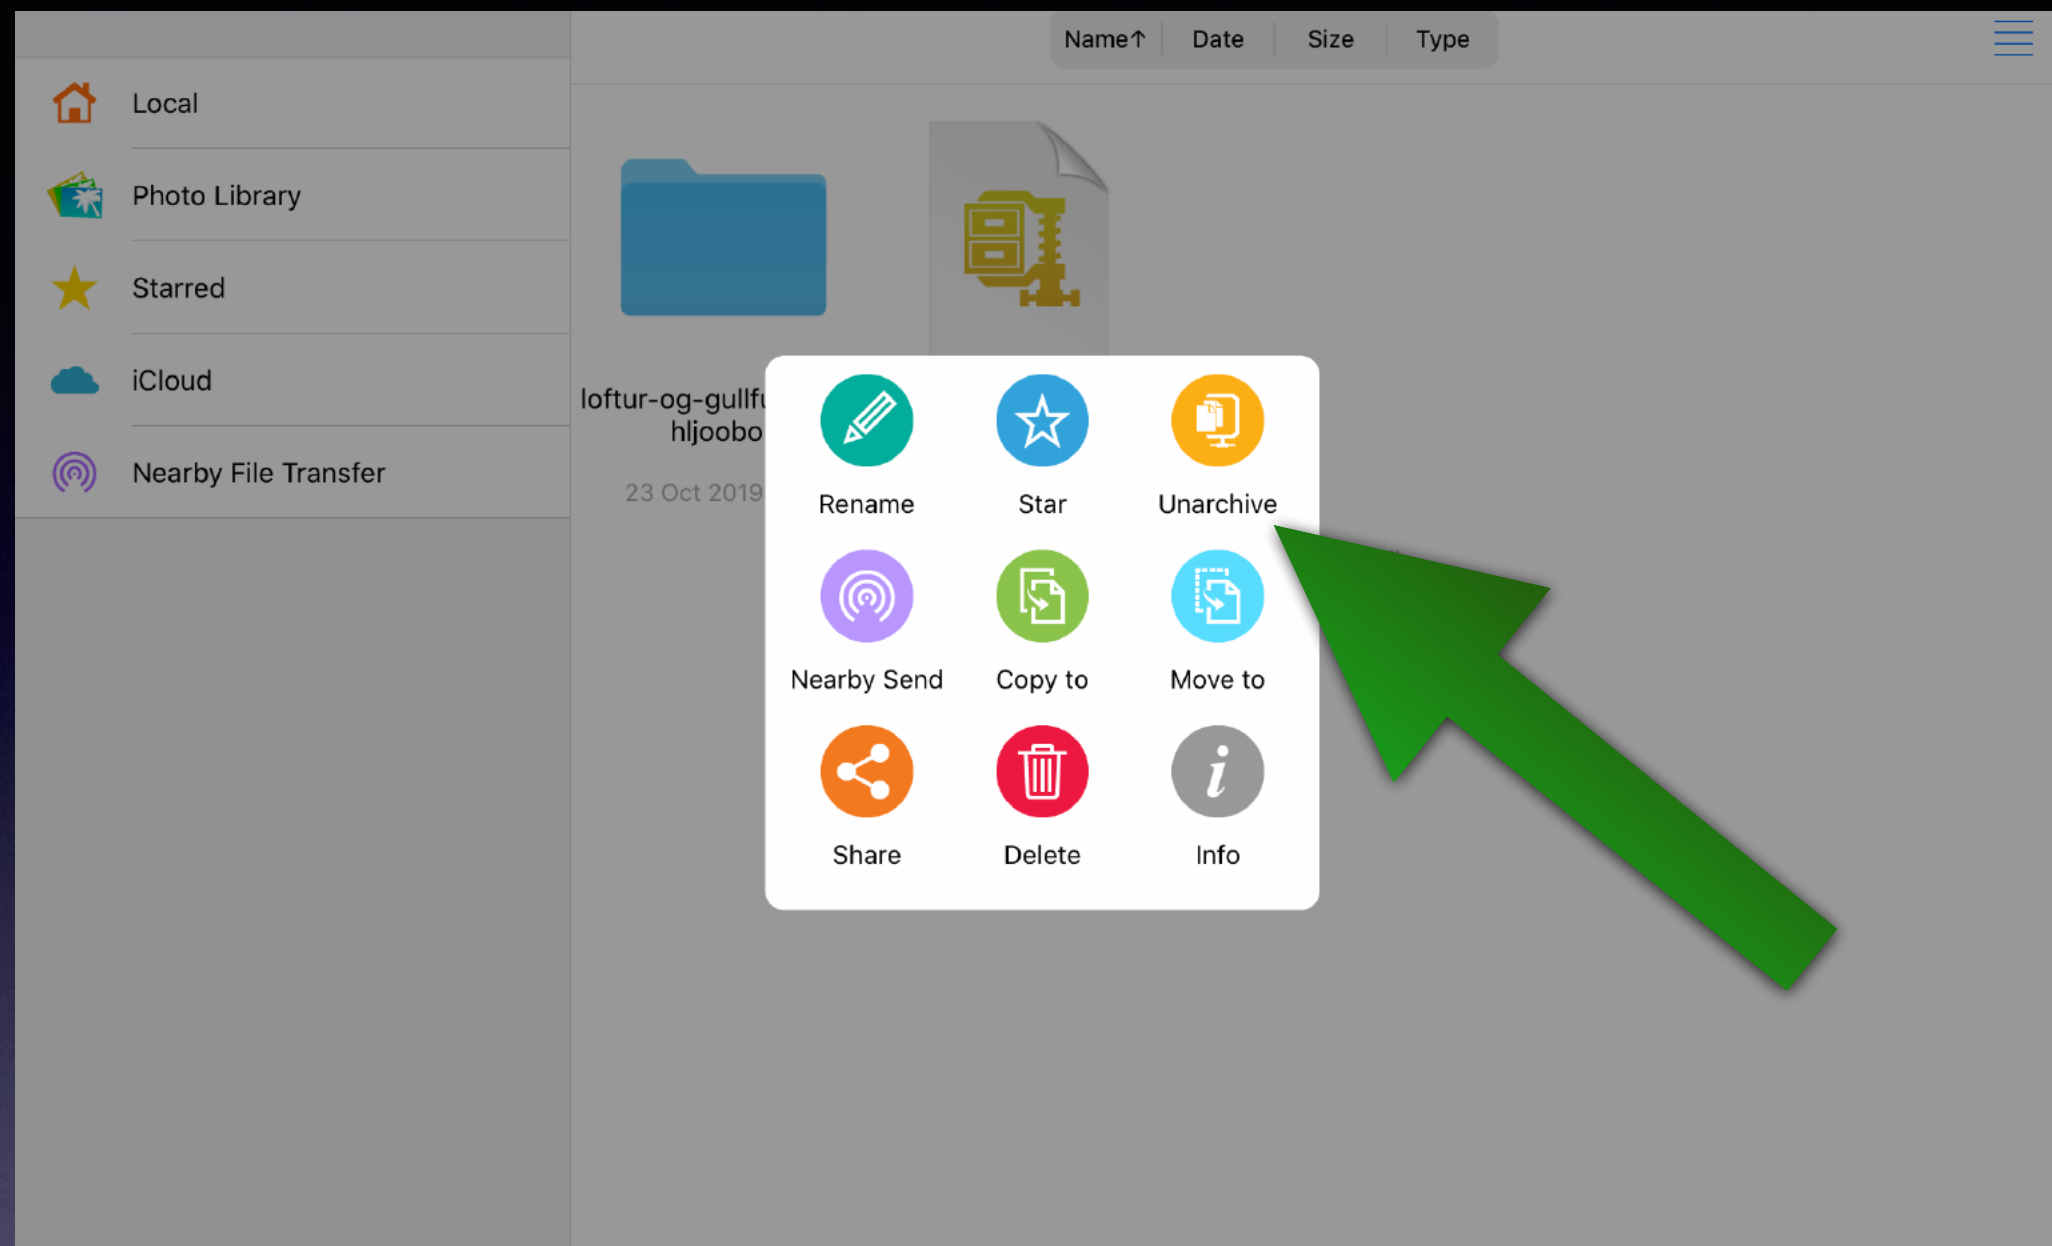 Name↑ Date Size Type
Local
Photo Library
Starred
iCloud
Nearby File Transfer
loftur-og-gullf
hljoobo
23 Oct 2019
Rename Star Unarchive
Nearby Send Copy to Move to
Share Delete Info